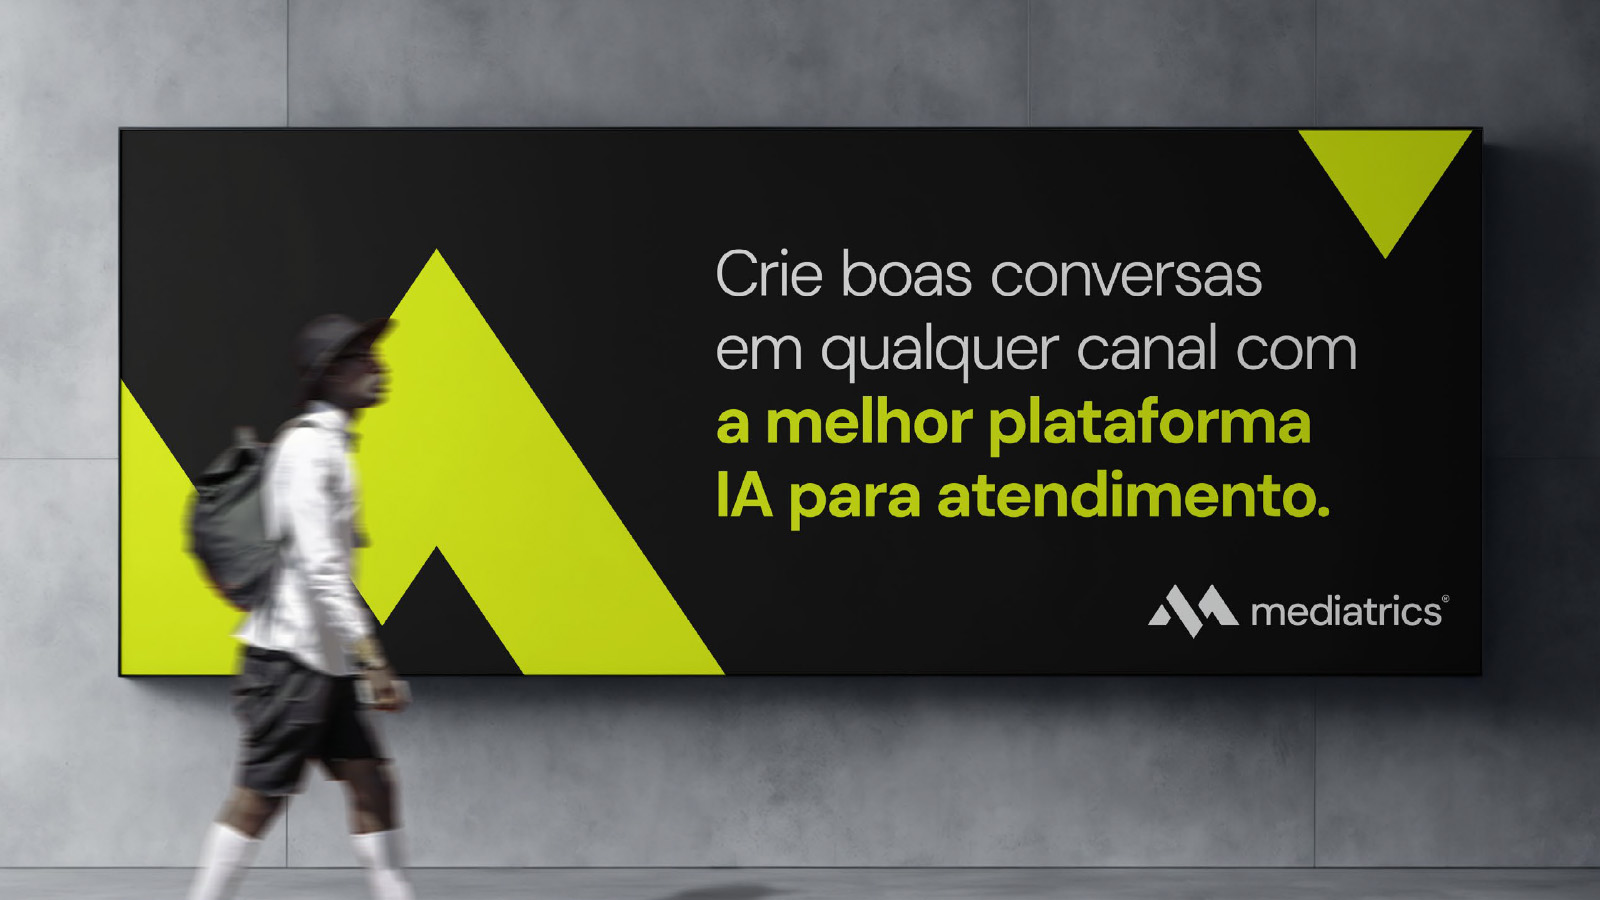 Crie boas conversas
em qualquer canal com
a melhor plataforma
IA para atendimento.
mediatrics®